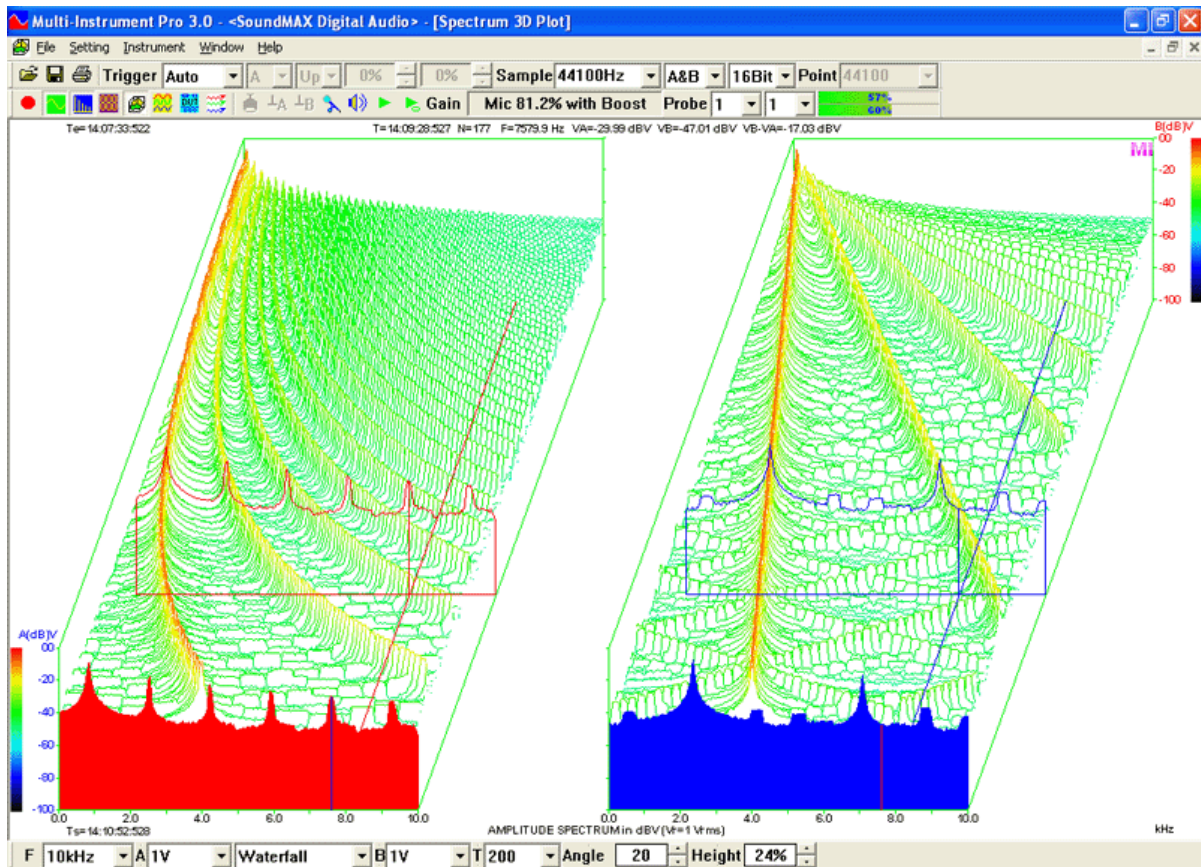 Multi-Instrument Pro 3.0 - <SoundMAX Digital Audio> - [Spectrum 3D Plot]
File Setting Instrument Window Help
Trigger Auto A Up 0% 0% Sample 44100Hz A&B 16Bit Point 44100
DUT ⊥A ⊥B Gain Mic 81.2% with Boost Probe 1 1 57% 60%
Te=14:07:33:522 T=14:09:28:527 N=177 F=7579.9 Hz VA=-29.99 dBV VB=-47.01 dBV VB-VA=-17.03 dBV B(dB)V
MI
00
-20
-40
-60
-80
-100
A(dB)V
00
-20
-40
-60
-80
-100
0.0 2.0 4.0 6.0 8.0 10.0 0.0 2.0 4.0 6.0 8.0 10.0
Ts=14:10:52:528 AMPLITUDE SPECTRUM in dBV (Vr=1 Vrms) kHz
F 10kHz A 1V Waterfall B 1V T 200 Angle 20 Height 24%